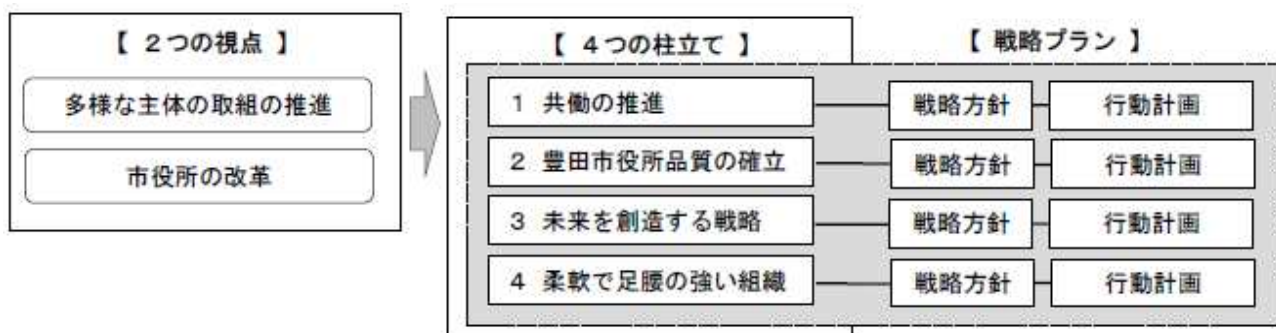 【 ２つの視点 】
多様な主体の取組の推進
市役所の改革
【 ４つの柱立て 】
【 戦略プラン 】
１ 共働の推進
戦略方針
行動計画
２ 豊田市役所品質の確立
戦略方針
行動計画
３ 未来を創造する戦略
戦略方針
行動計画
４ 柔軟で足腰の強い組織
戦略方針
行動計画